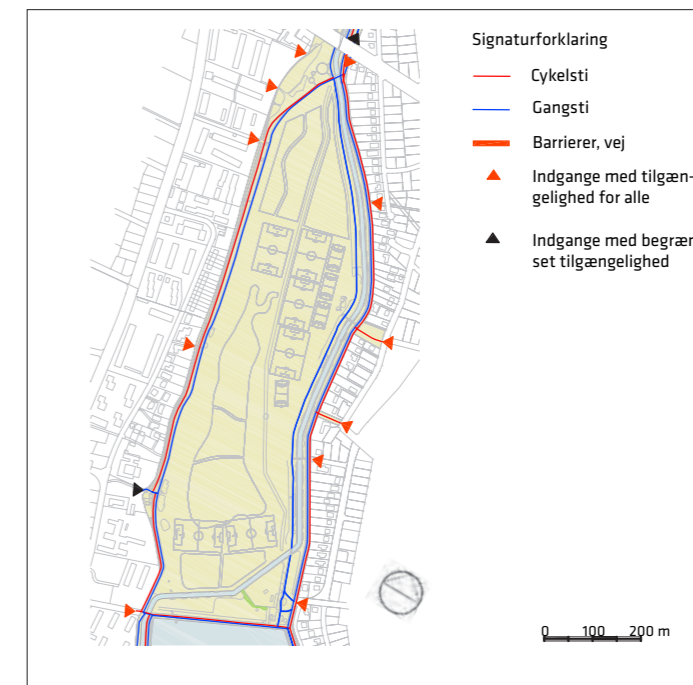 Signaturforklaring
Cykelsti
Gangsti
Barrierer, vej
Indgange med tilgæn-
gelighed for alle
Indgange med begræn
set tilgængelighed
0 100 200 m